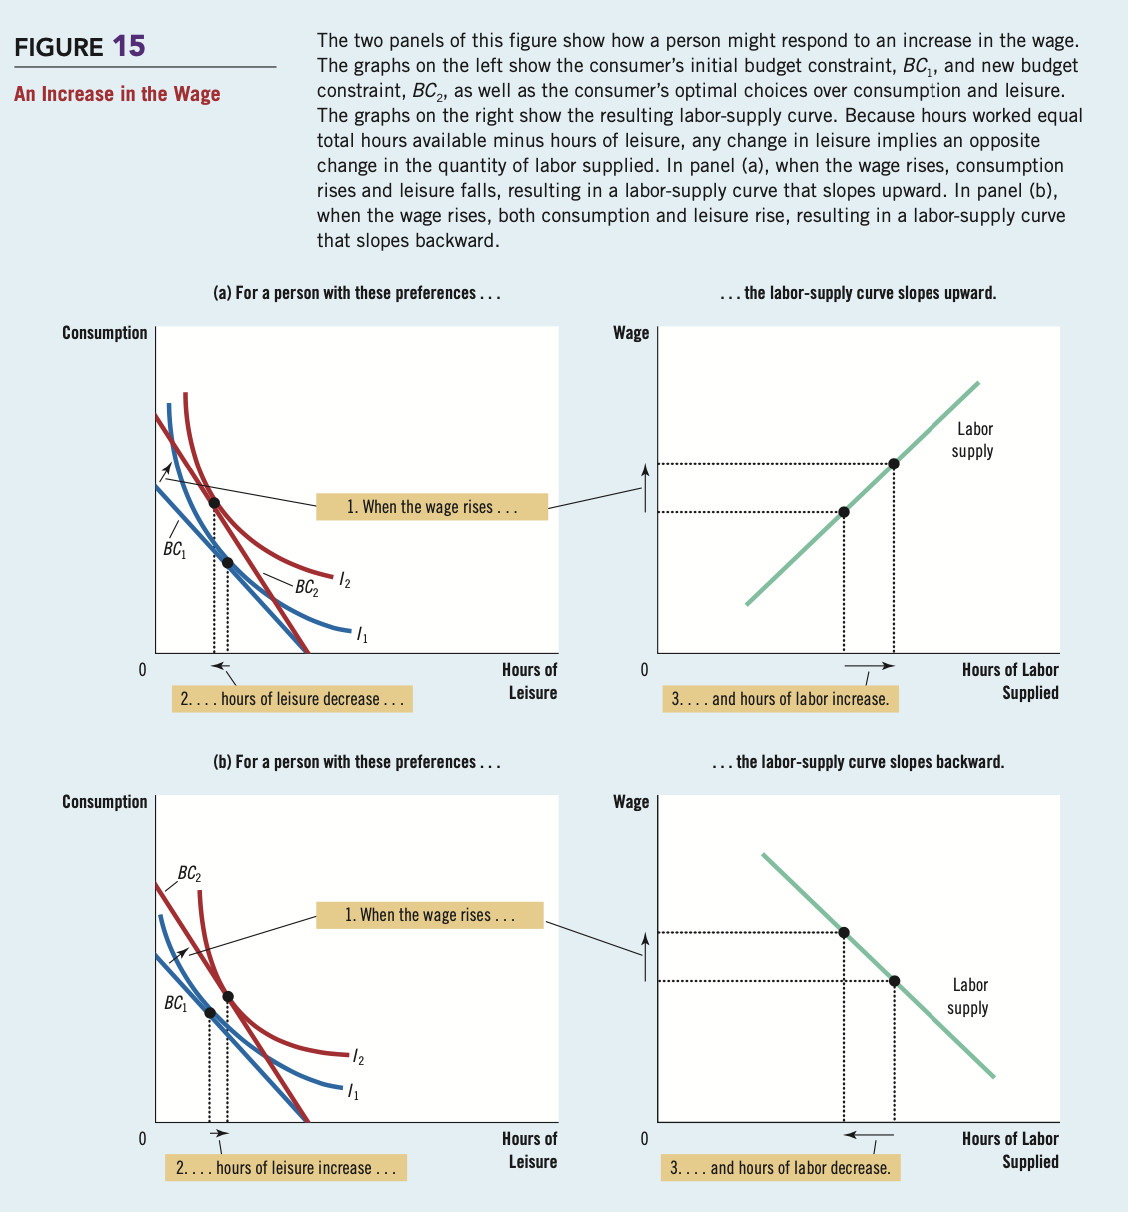 FIGURE 15
An Increase in the Wage
The two panels of this figure show how a person might respond to an increase in the wage.
The graphs on the left show the consumer's initial budget constraint, BC₁, and new budget
constraint, BC₂, as well as the consumer's optimal choices over consumption and leisure.
The graphs on the right show the resulting labor-supply curve. Because hours worked equal
total hours available minus hours of leisure, any change in leisure implies an opposite
change in the quantity of labor supplied. In panel (a), when the wage rises, consumption
rises and leisure falls, resulting in a labor-supply curve that slopes upward. In panel (b),
when the wage rises, both consumption and leisure rise, resulting in a labor-supply curve
that slopes backward.
(a) For a person with these preferences . . .
. . . the labor-supply curve slopes upward.
Consumption
Wage
Labor
supply
1. When the wage rises . . .
BC₁
BC₂
I₂
I₁
0
Hours of
Leisure
0
Hours of Labor
Supplied
2. . . . hours of leisure decrease . . .
3. . . . and hours of labor increase.
(b) For a person with these preferences . . .
. . . the labor-supply curve slopes backward.
Consumption
Wage
BC₂
1. When the wage rises . . .
BC₁
Labor
supply
I₂
I₁
0
Hours of
Leisure
0
Hours of Labor
Supplied
2. . . . hours of leisure increase . . .
3. . . . and hours of labor decrease.